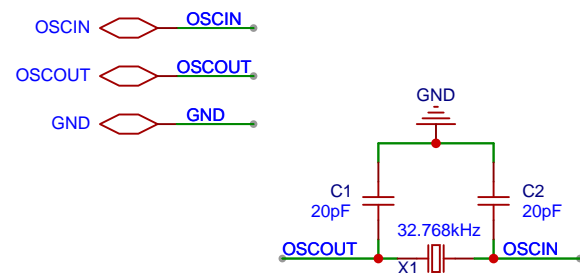 OSCIN OSCIN
OSCOUT OSCOUT
GND GND
GND
C1 C2
20pF 20pF
32.768kHz
OSCOUT OSCIN
X1